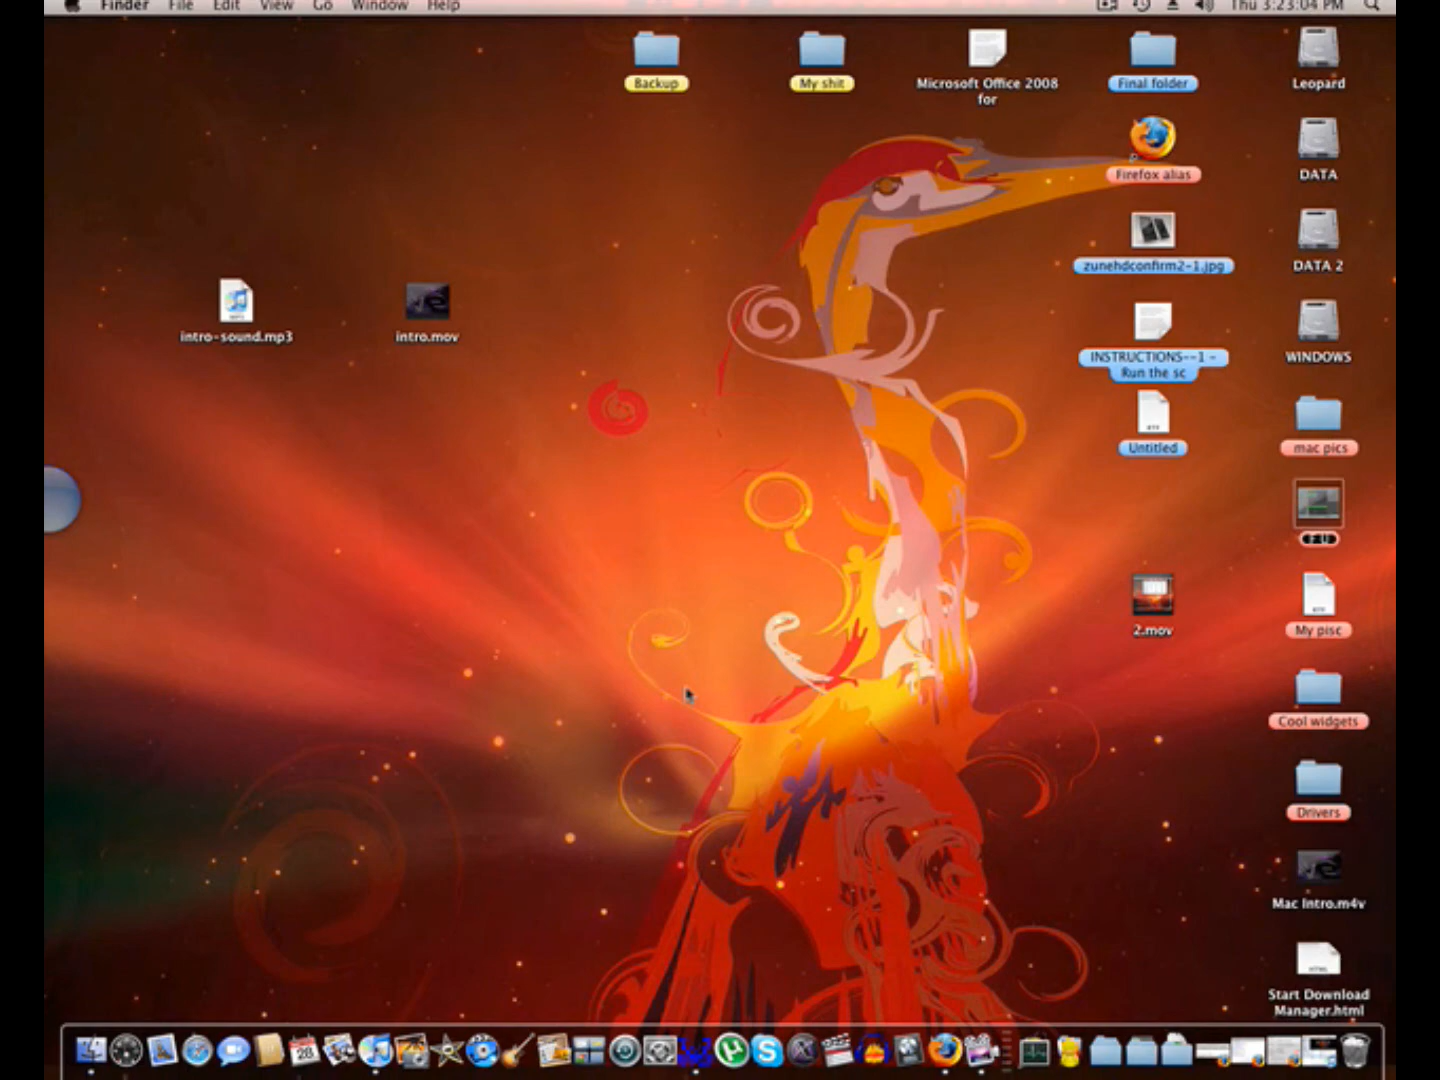 Finder File Edit View Go Window Help Thu 3:23:04 PM
Backup
My shit
Microsoft Office 2008
for
Final folder
Leopard
Firefox alias
DATA
zunehdconfirm2-1.jpg
DATA 2
intro-sound.mp3
intro.mov
INSTRUCTIONS--1 -
Run the sc
WINDOWS
Untitled
mac pics
F U
2.mov
My pisc
Cool widgets
Drivers
Mac Intro.m4v
Start Download
Manager.html
28